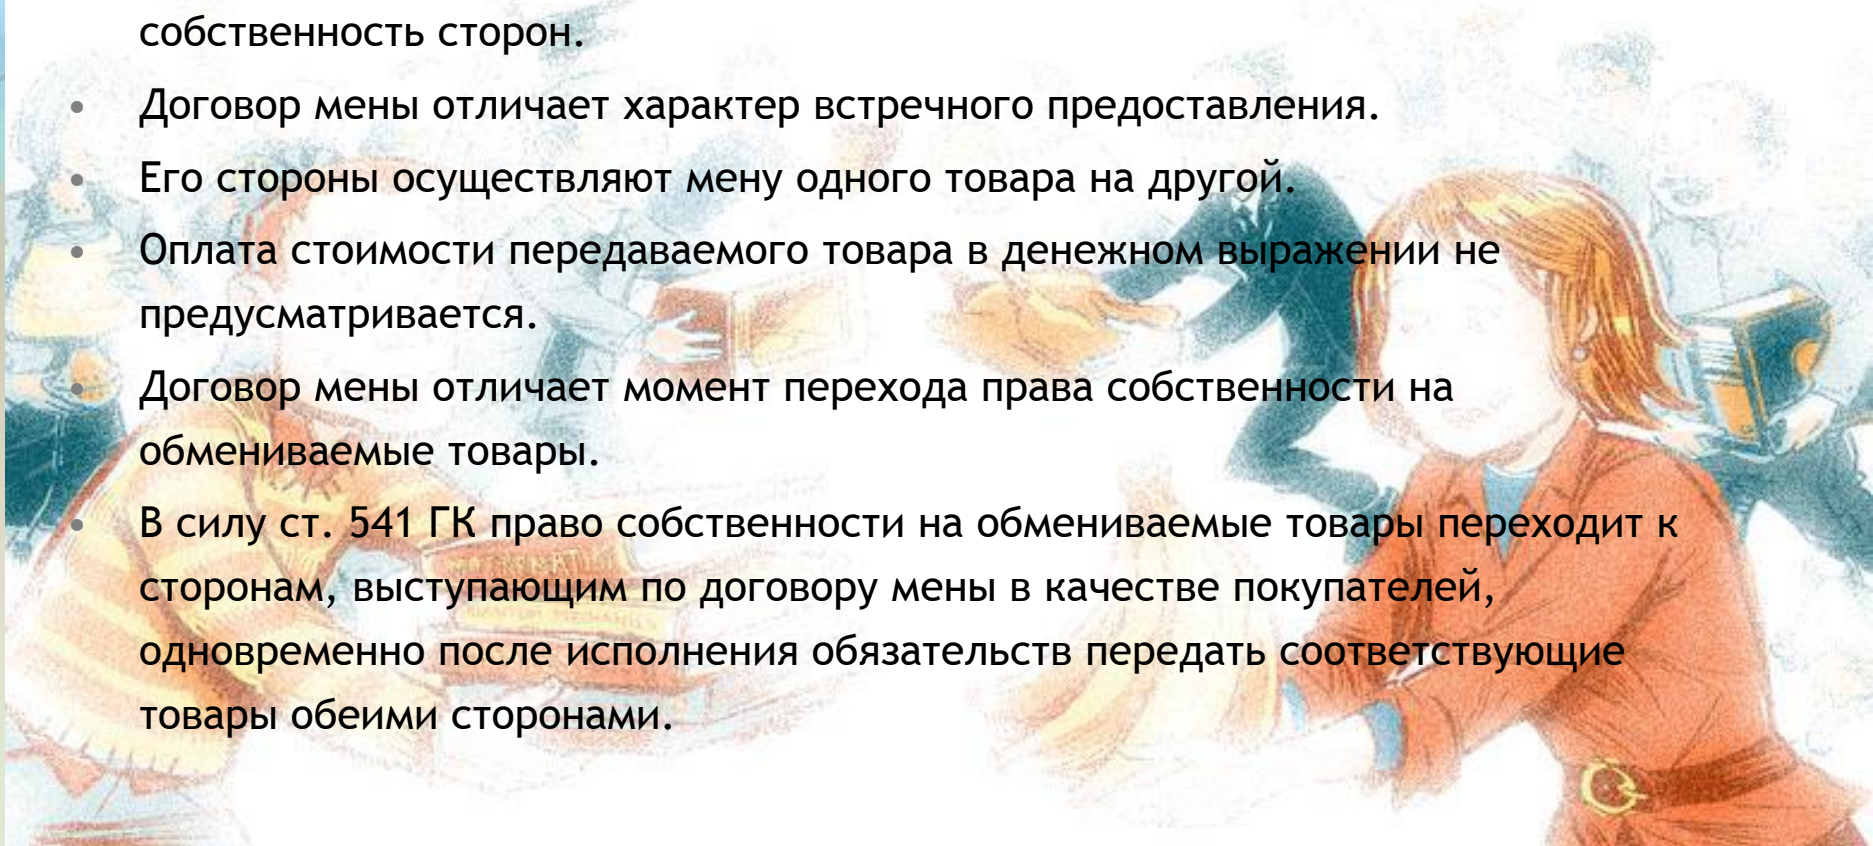 собственность сторон.
• Договор мены отличает характер встречного предоставления.
• Его стороны осуществляют мену одного товара на другой.
• Оплата стоимости передаваемого товара в денежном выражении не
предусматривается.
• Договор мены отличает момент перехода права собственности на
обмениваемые товары.
• В силу ст. 541 ГК право собственности на обмениваемые товары переходит к
сторонам, выступающим по договору мены в качестве покупателей,
одновременно после исполнения обязательств передать соответствующие
товары обеими сторонами.